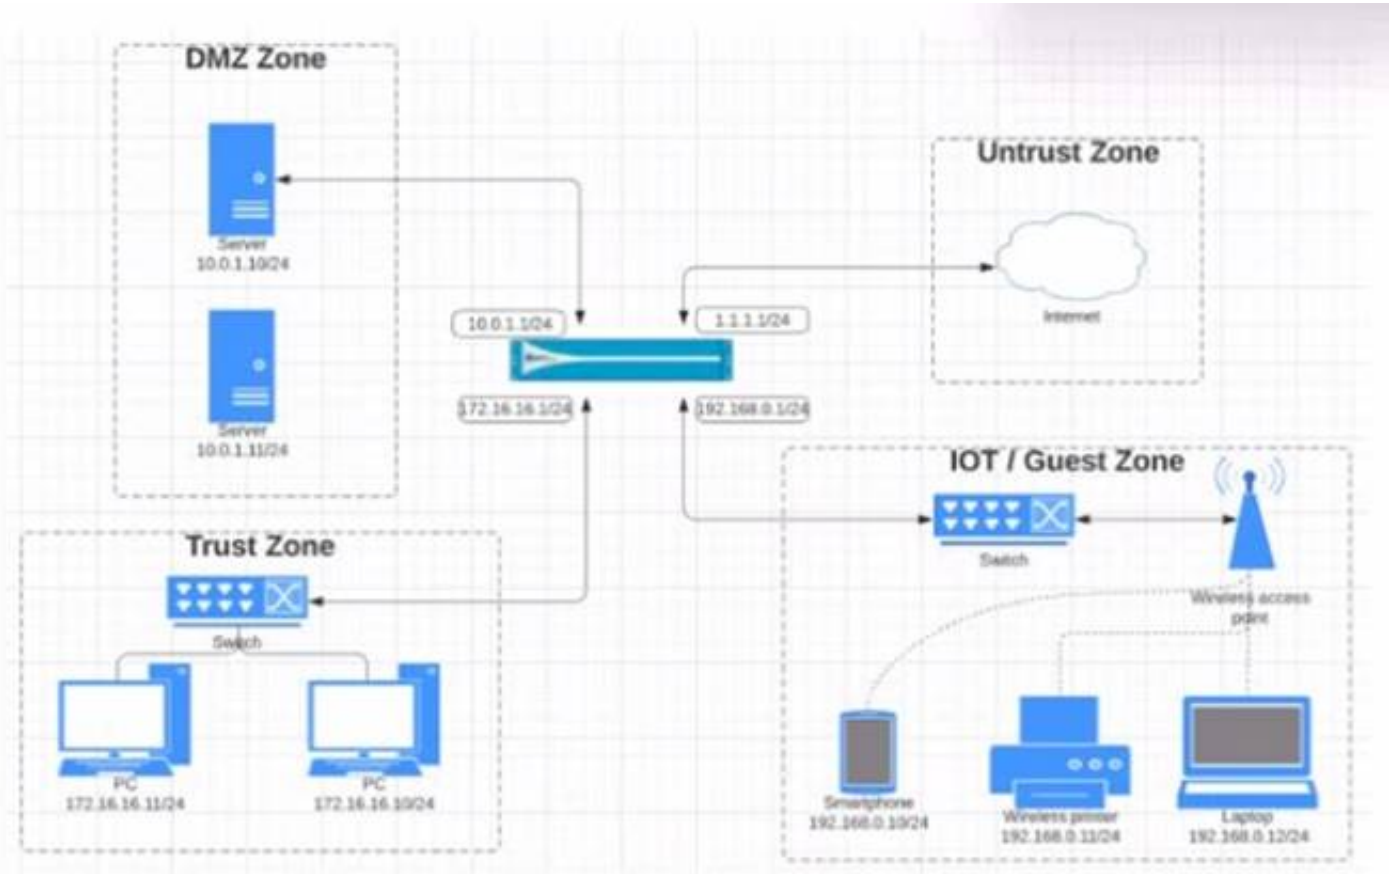 DMZ Zone
Server
10.0.1.10/24
Server
10.0.1.11/24
Untrust Zone
Internet
10.0.1.1/24
1.1.1.1/24
172.16.16.1/24
192.168.0.1/24
Trust Zone
Switch
PC
172.16.16.11/24
PC
172.16.16.10/24
IOT / Guest Zone
Switch
Wireless access
point
Smartphone
192.168.0.10/24
Wireless printer
192.168.0.11/24
Laptop
192.168.0.12/24